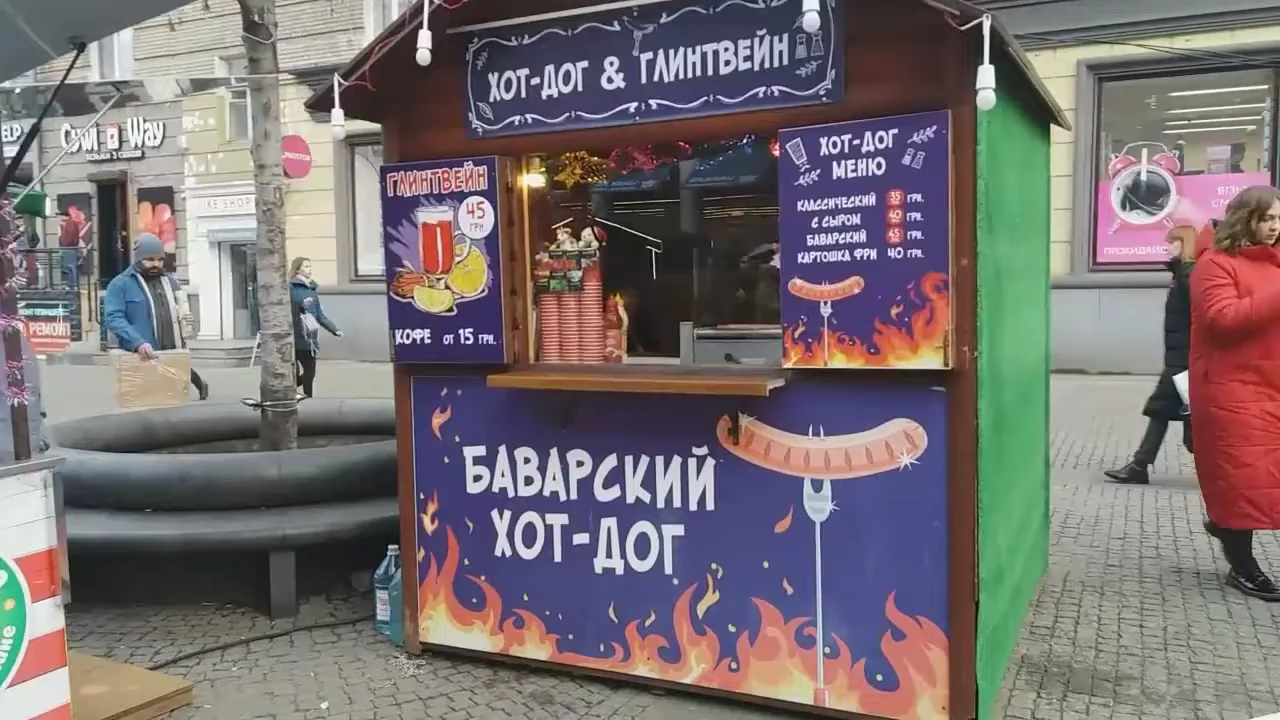 ХОТ-ДОГ & ГЛИНТВЕЙН
ГЛИНТВЕЙН
45
ГРН.
КОФЕ ОТ 15 ГРН.
ХОТ-ДОГ
МЕНЮ
КЛАССИЧЕСКИЙ 35 ГРН.
С СЫРОМ 40 ГРН.
БАВАРСКИЙ 45 ГРН.
КАРТОШКА ФРИ 40 ГРН.
БАВАРСКИЙ
ХОТ-ДОГ
Way
РЕМОНТ